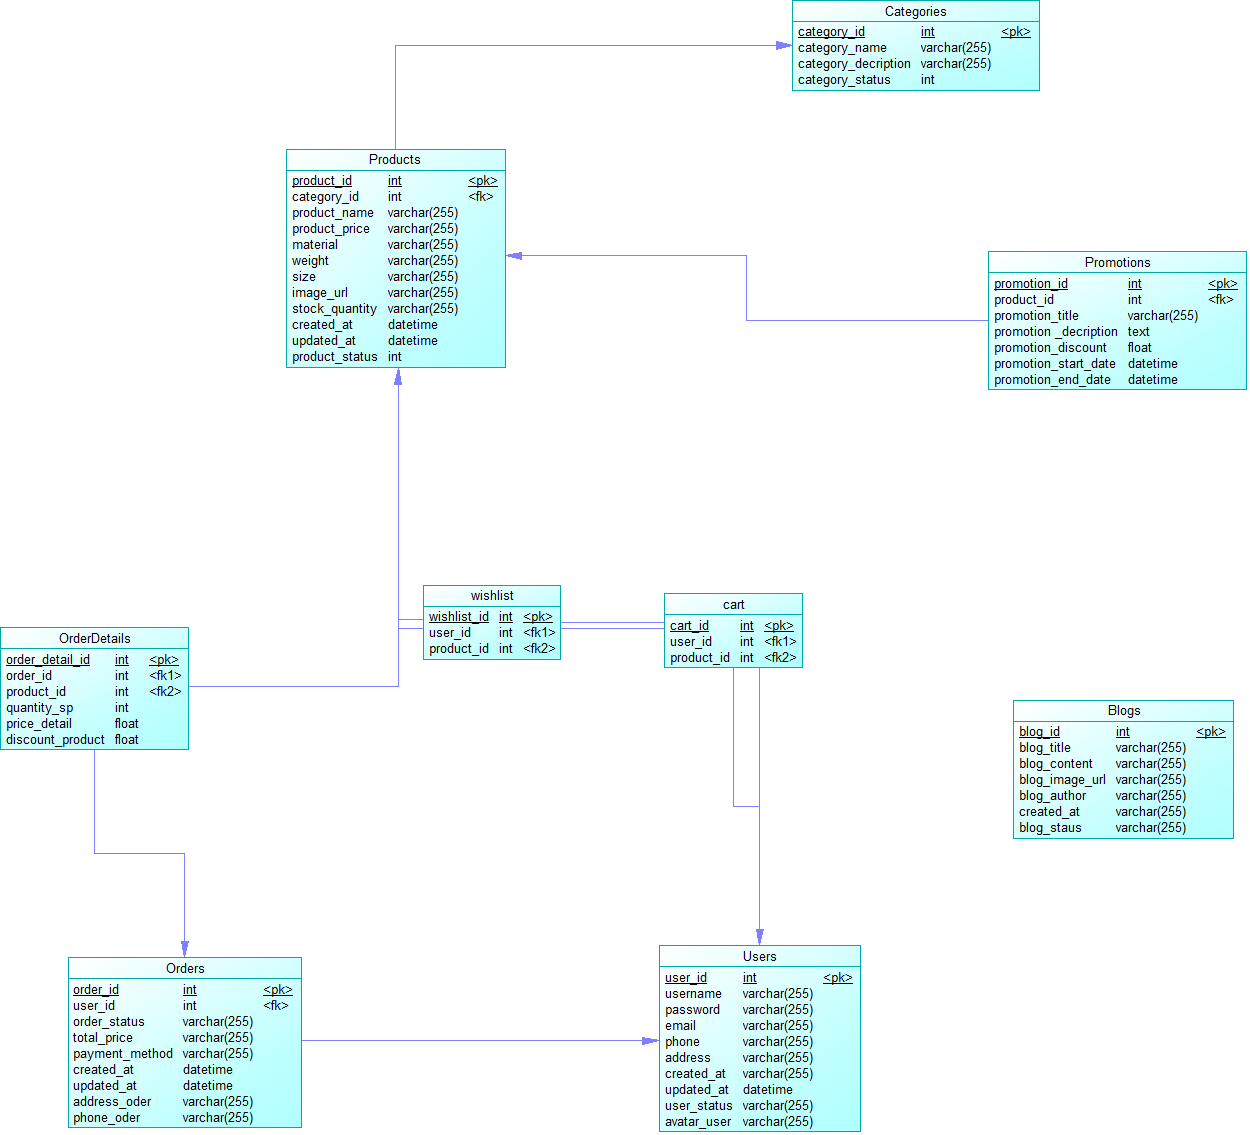 Categories
category_id int <pk>
category_name varchar(255)
category_decription varchar(255)
category_status int
Products
product_id int <pk>
category_id int <fk>
product_name varchar(255)
product_price varchar(255)
material varchar(255)
weight varchar(255)
size varchar(255)
image_url varchar(255)
stock_quantity varchar(255)
created_at datetime
updated_at datetime
product_status int
Promotions
promotion_id int <pk>
product_id int <fk>
promotion_title varchar(255)
promotion _decription text
promotion_discount float
promotion_start_date datetime
promotion_end_date datetime
wishlist
wishlist_id int <pk>
user_id int <fk1>
product_id int <fk2>
cart
cart_id int <pk>
user_id int <fk1>
product_id int <fk2>
OrderDetails
order_detail_id int <pk>
order_id int <fk1>
product_id int <fk2>
quantity_sp int
price_detail float
discount_product float
Blogs
blog_id int <pk>
blog_title varchar(255)
blog_content varchar(255)
blog_image_url varchar(255)
blog_author varchar(255)
created_at varchar(255)
blog_staus varchar(255)
Orders
order_id int <pk>
user_id int <fk>
order_status varchar(255)
total_price varchar(255)
payment_method varchar(255)
created_at datetime
updated_at datetime
address_oder varchar(255)
phone_oder varchar(255)
Users
user_id int <pk>
username varchar(255)
password varchar(255)
email varchar(255)
phone varchar(255)
address varchar(255)
created_at varchar(255)
updated_at datetime
user_status varchar(255)
avatar_user varchar(255)